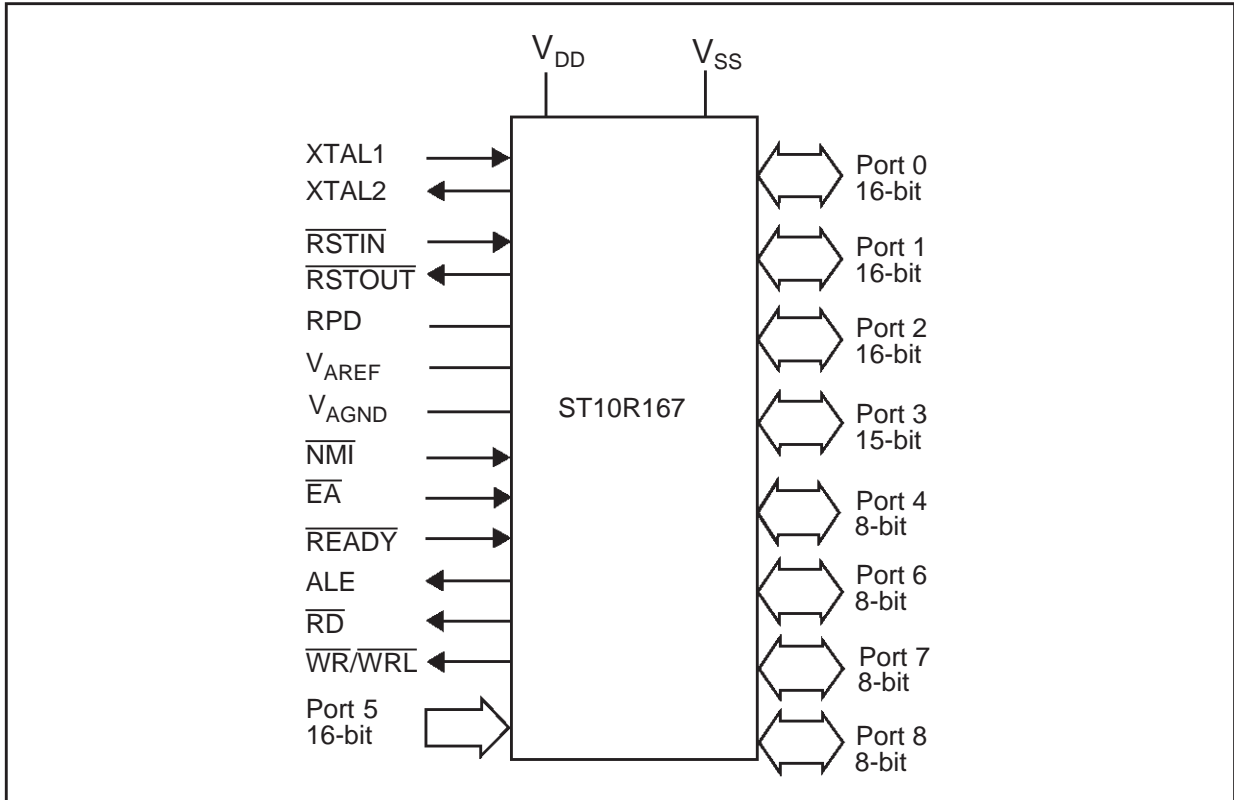 VDD
VSS
XTAL1
XTAL2
RSTIN
RSTOUT
RPD
VAREF
VAGND
NMI
EA
READY
ALE
RD
WR/WRL
Port 5
16-bit
ST10R167
Port 0
16-bit
Port 1
16-bit
Port 2
16-bit
Port 3
15-bit
Port 4
8-bit
Port 6
8-bit
Port 7
8-bit
Port 8
8-bit